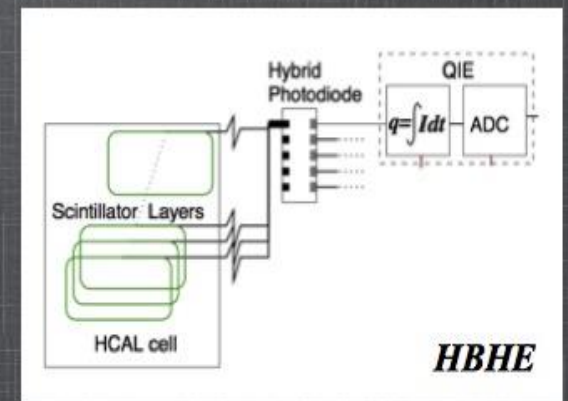 Hybrid
Photodiode
QIE
q=∫Idt
ADC
Scintillator Layers
HCAL cell
HBHE